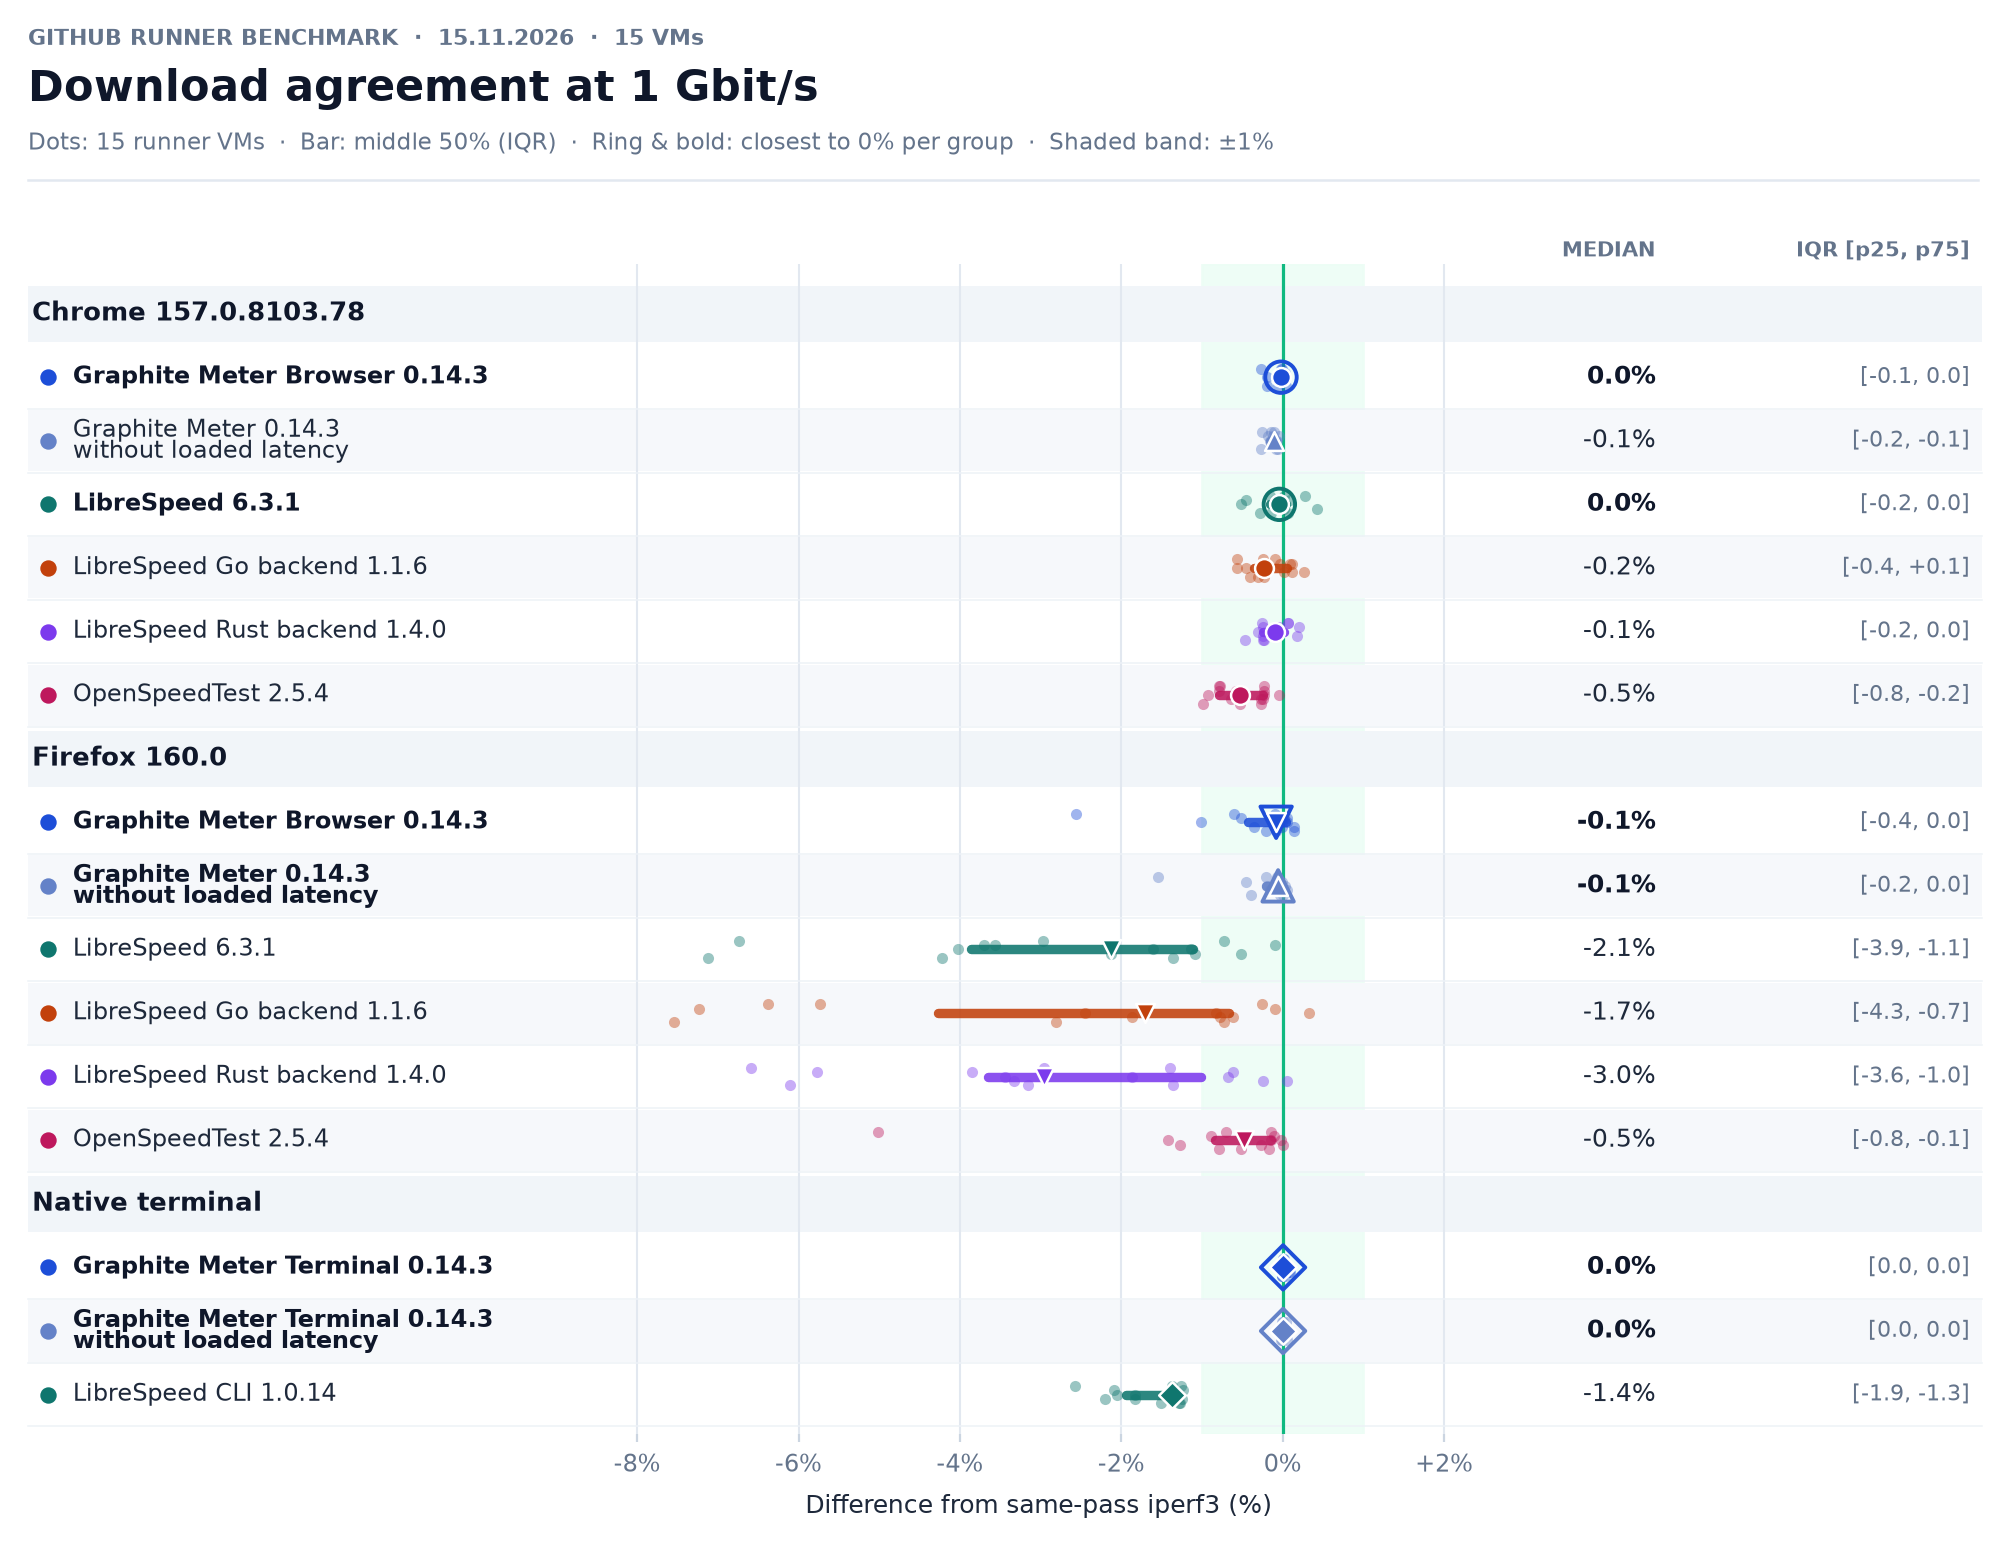 GITHUB RUNNER BENCHMARK · 15.11.2026 · 15 VMs
Download agreement at 1 Gbit/s
Dots: 15 runner VMs · Bar: middle 50% (IQR) · Ring & bold: closest to 0% per group · Shaded band: ±1%
MEDIAN IQR [p25, p75]
Chrome 157.0.8103.78
Graphite Meter Browser 0.14.3 0.0% [-0.1, 0.0]
Graphite Meter 0.14.3
without loaded latency -0.1% [-0.2, -0.1]
LibreSpeed 6.3.1 0.0% [-0.2, 0.0]
LibreSpeed Go backend 1.1.6 -0.2% [-0.4, +0.1]
LibreSpeed Rust backend 1.4.0 -0.1% [-0.2, 0.0]
OpenSpeedTest 2.5.4 -0.5% [-0.8, -0.2]
Firefox 160.0
Graphite Meter Browser 0.14.3 -0.1% [-0.4, 0.0]
Graphite Meter 0.14.3
without loaded latency -0.1% [-0.2, 0.0]
LibreSpeed 6.3.1 -2.1% [-3.9, -1.1]
LibreSpeed Go backend 1.1.6 -1.7% [-4.3, -0.7]
LibreSpeed Rust backend 1.4.0 -3.0% [-3.6, -1.0]
OpenSpeedTest 2.5.4 -0.5% [-0.8, -0.1]
Native terminal
Graphite Meter Terminal 0.14.3 0.0% [0.0, 0.0]
Graphite Meter Terminal 0.14.3
without loaded latency 0.0% [0.0, 0.0]
LibreSpeed CLI 1.0.14 -1.4% [-1.9, -1.3]
-8% -6% -4% -2% 0% +2%
Difference from same-pass iperf3 (%)